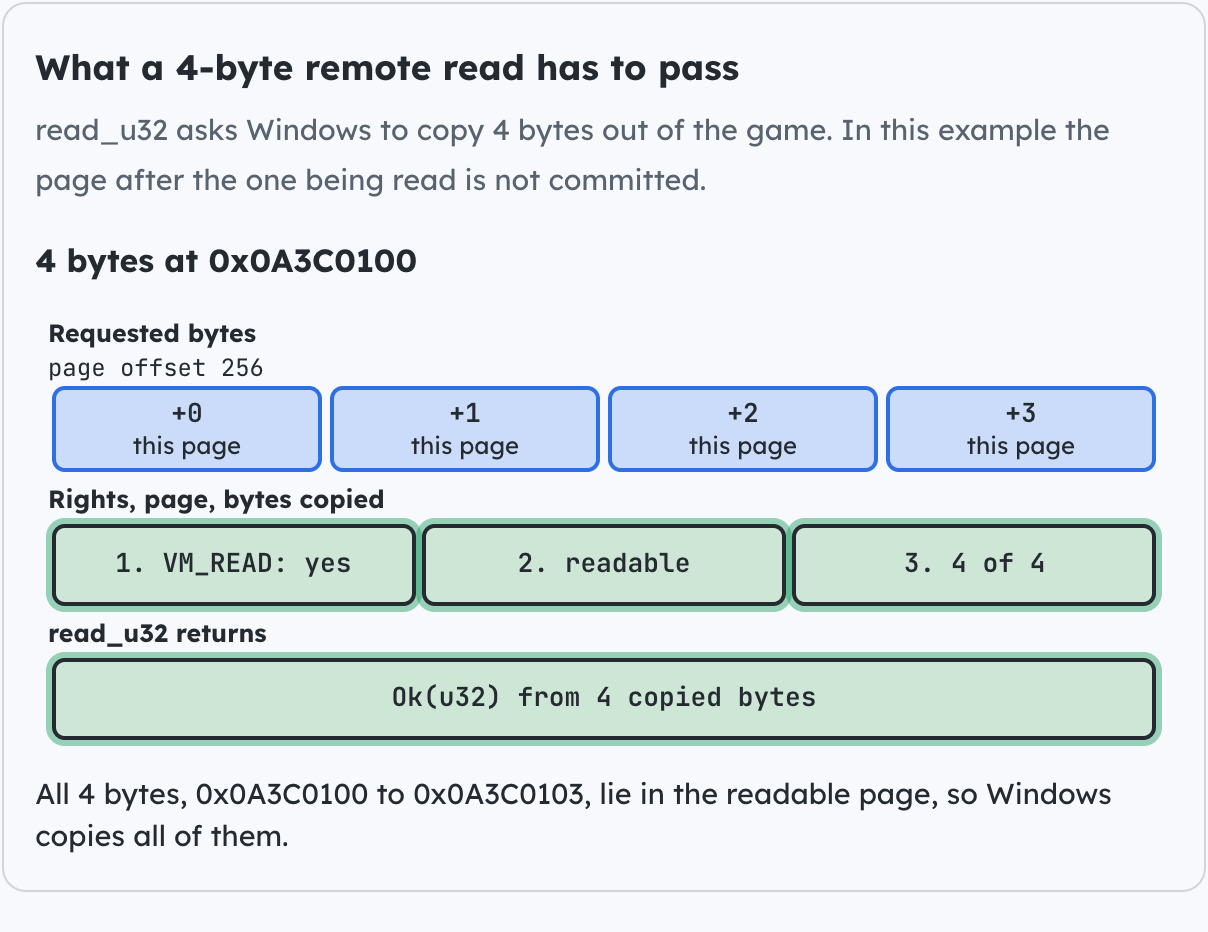 What a 4-byte remote read has to pass
read_u32 asks Windows to copy 4 bytes out of the game. In this example the
page after the one being read is not committed.
4 bytes at 0x0A3C0100
Requested bytes
page offset 256
+0 +1 +2 +3
this page this page this page this page
Rights, page, bytes copied
1. VM_READ: yes 2. readable 3. 4 of 4
read_u32 returns
Ok(u32) from 4 copied bytes
All 4 bytes, 0x0A3C0100 to 0x0A3C0103, lie in the readable page, so Windows
copies all of them.